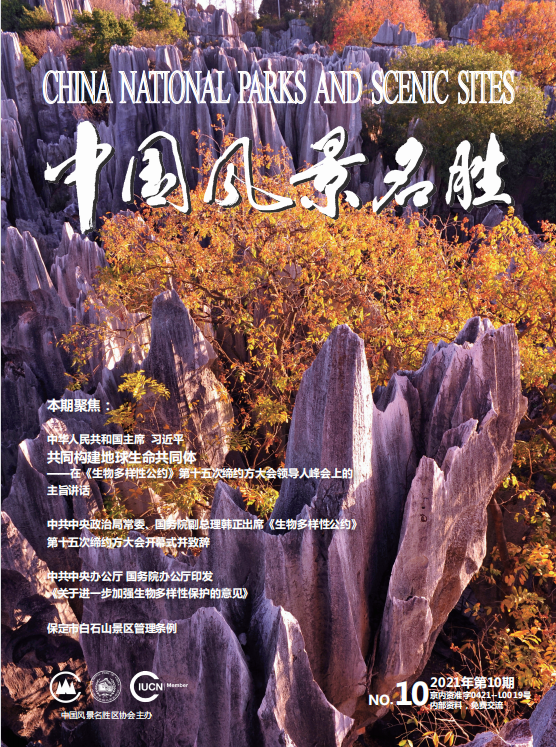 CHINA NATIONAL PARKS AND SCENIC SITES
中国风景名胜
本期聚焦：
中华人民共和国主席 习近平
共同构建地球生命共同体
——在《生物多样性公约》第十五次缔约方大会领导人峰会上的
主旨讲话
中共中央政治局常委、国务院副总理韩正出席《生物多样性公约》
第十五次缔约方大会开幕式并致辞
中共中央办公厅 国务院办公厅印发
《关于进一步加强生物多样性保护的意见》
保定市白石山景区管理条例
IUCN Member
中国风景名胜区协会主办
NO.10
2021年第10期
京内资准字0421--L0019号
内部资料，免费交流